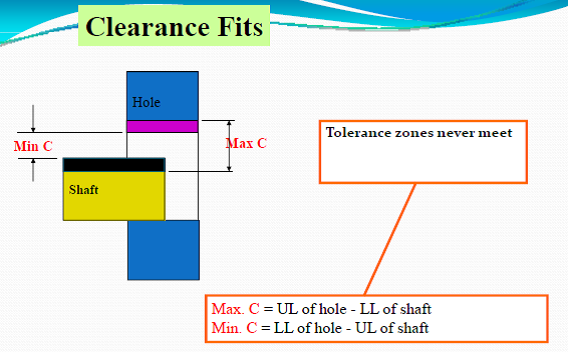 Clearance Fits
Hole
Min C
Max C
Shaft
Tolerance zones never meet
Max. C = UL of hole - LL of shaft
Min. C = LL of hole - UL of shaft